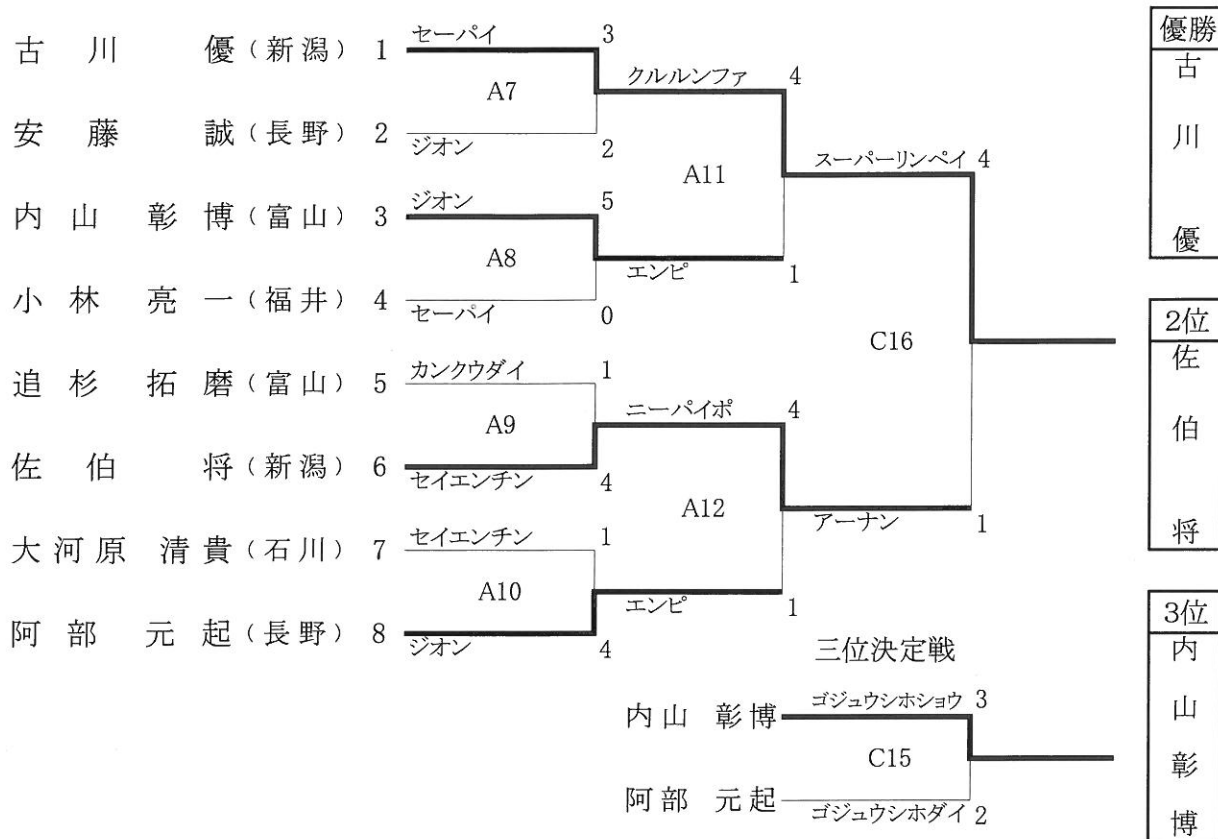 古川 優（新潟）1 セーパイ 3
A7
安藤 誠（長野）2 ジオン 2
内山 彰博（富山）3 ジオン 5
A8
小林 亮一（福井）4 セーパイ 0
追杉 拓磨（富山）5 カンクウダイ 1
A9
佐伯 将（新潟）6 セイエンチン 4
大河原 清貴（石川）7 セイエンチン 1
A10
阿部 元起（長野）8 ジオン 4
クルルンファ 4
A11
エンピ 1
ニーパイポ 4
A12
エンピ 1
スーパーリンペイ 4
C16
アーナン 1
三位決定戦
内山 彰博 ゴジュウシホショウ 3
C15
阿部 元起 ゴジュウシホダイ 2
優勝
古川優
2位
佐伯将
3位
内山彰博